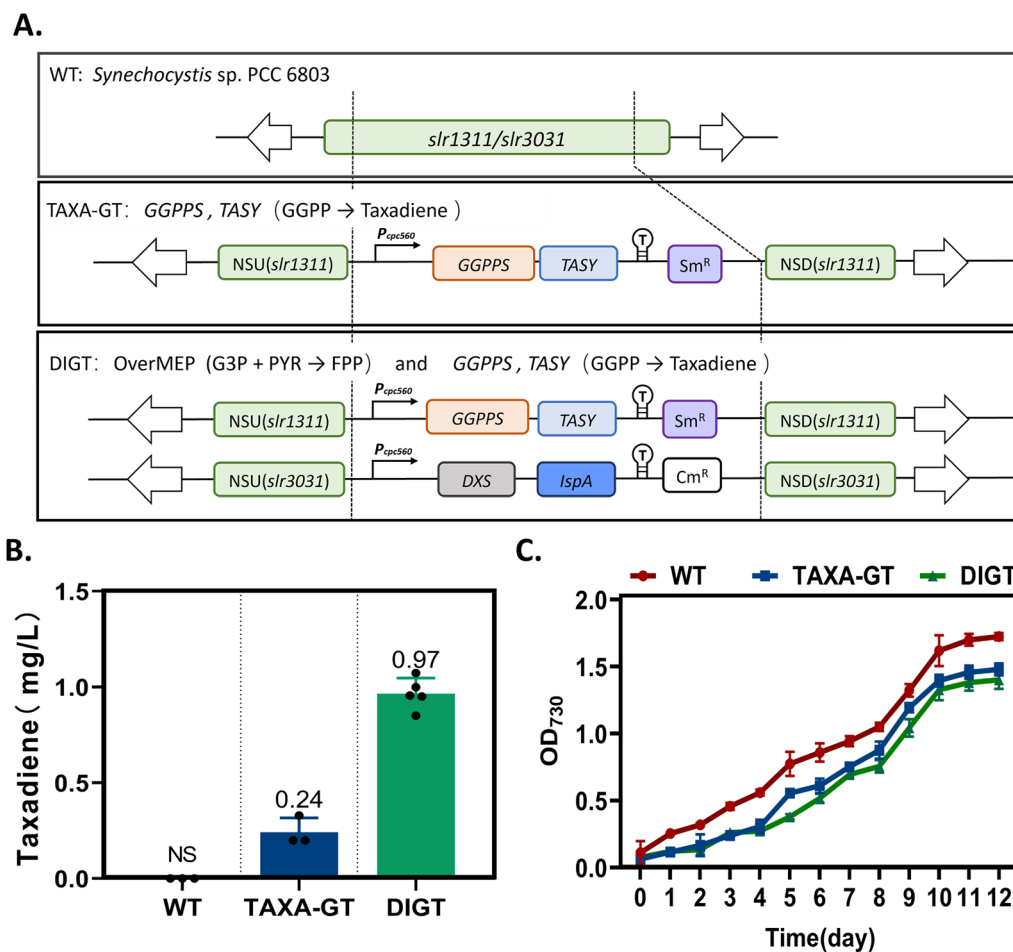 A.
WT: Synechocystis sp. PCC 6803
slr1311/slr3031
TAXA-GT: GGPPS , TASY (GGPP → Taxadiene)
NSU(slr1311) Pcpc560 GGPPS TASY T Smᴿ NSD(slr1311)
DIGT: OverMEP (G3P + PYR → FPP) and GGPPS , TASY (GGPP → Taxadiene)
NSU(slr1311) Pcpc560 GGPPS TASY T Smᴿ NSD(slr1311)
NSU(slr3031) Pcpc560 DXS IspA T Cmᴿ NSD(slr3031)
B.
Taxadiene( mg/L)
1.5
1.0
0.5
0.0
NS
0.24
0.97
WT TAXA-GT DIGT
C.
WT TAXA-GT DIGT
OD730
2.0
1.5
1.0
0.5
0.0
0 1 2 3 4 5 6 7 8 9 10 11 12
Time(day)